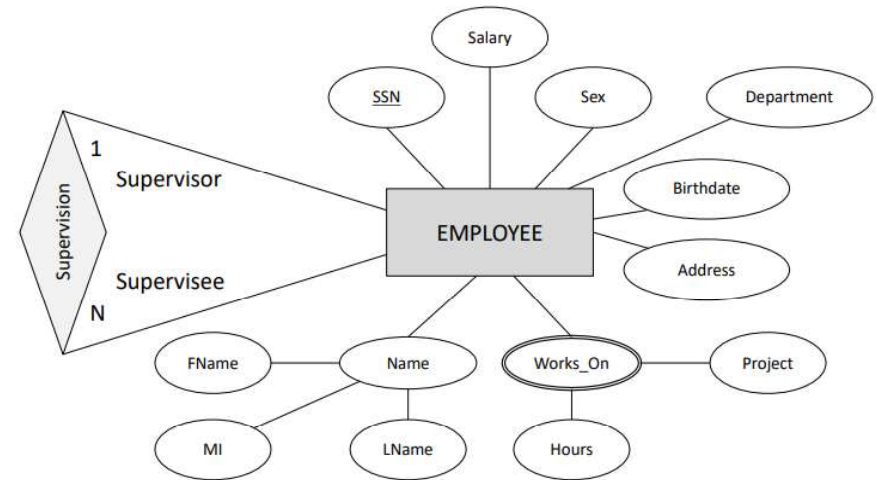 Salary
SSN
Sex
Department
1
Supervisor
Birthdate
Supervision
EMPLOYEE
Address
Supervisee
N
FName
Name
Works_On
Project
MI
LName
Hours